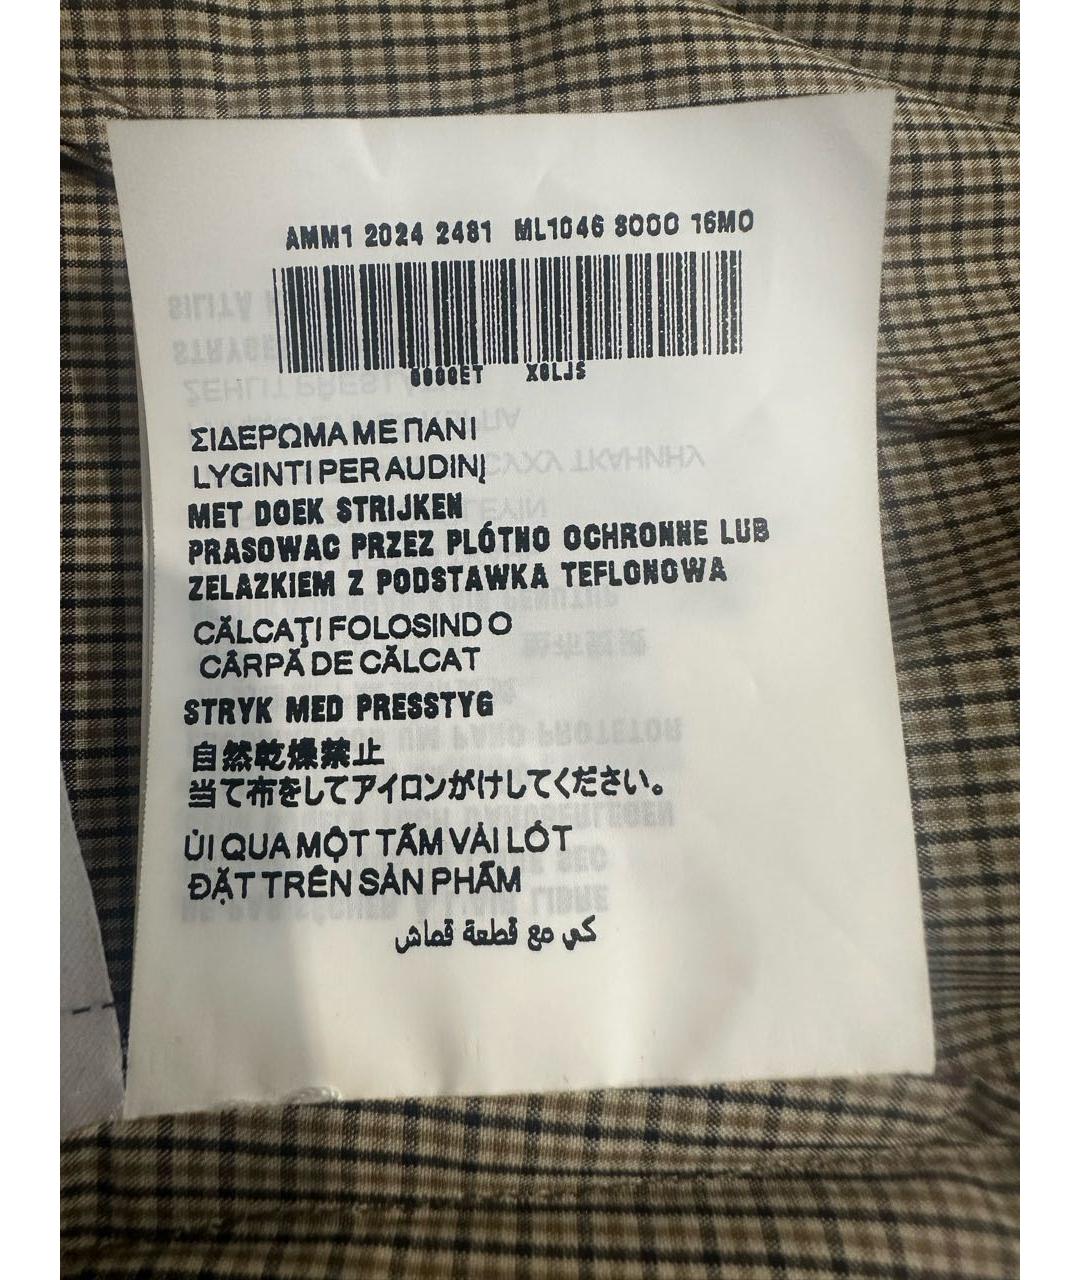 AMM1 2024 2481 ML1046 8000 16MO
0000ET X0LJS
ΣΙΔΕΡΩΜΑ ΜΕ ΠΑΝΙ
LYGINTI PER AUDINĮ
MET DOEK STRIJKEN
PRASOWAC PRZEZ PLÓTNO OCHRONNE LUB
ZELAZKIEM Z PODSTAWKA TEFLONOWA
CĂLCAŢI FOLOSIND O
CÂRPĂ DE CĂLCAT
STRYK MED PRESSTYG
自然乾燥禁止
当て布をしてアイロンがけしてください。
ỦI QUA MỘT TẤM VẢI LÓT
ĐẶT TRÊN SẢN PHẨM
كي مع قطعة قماش